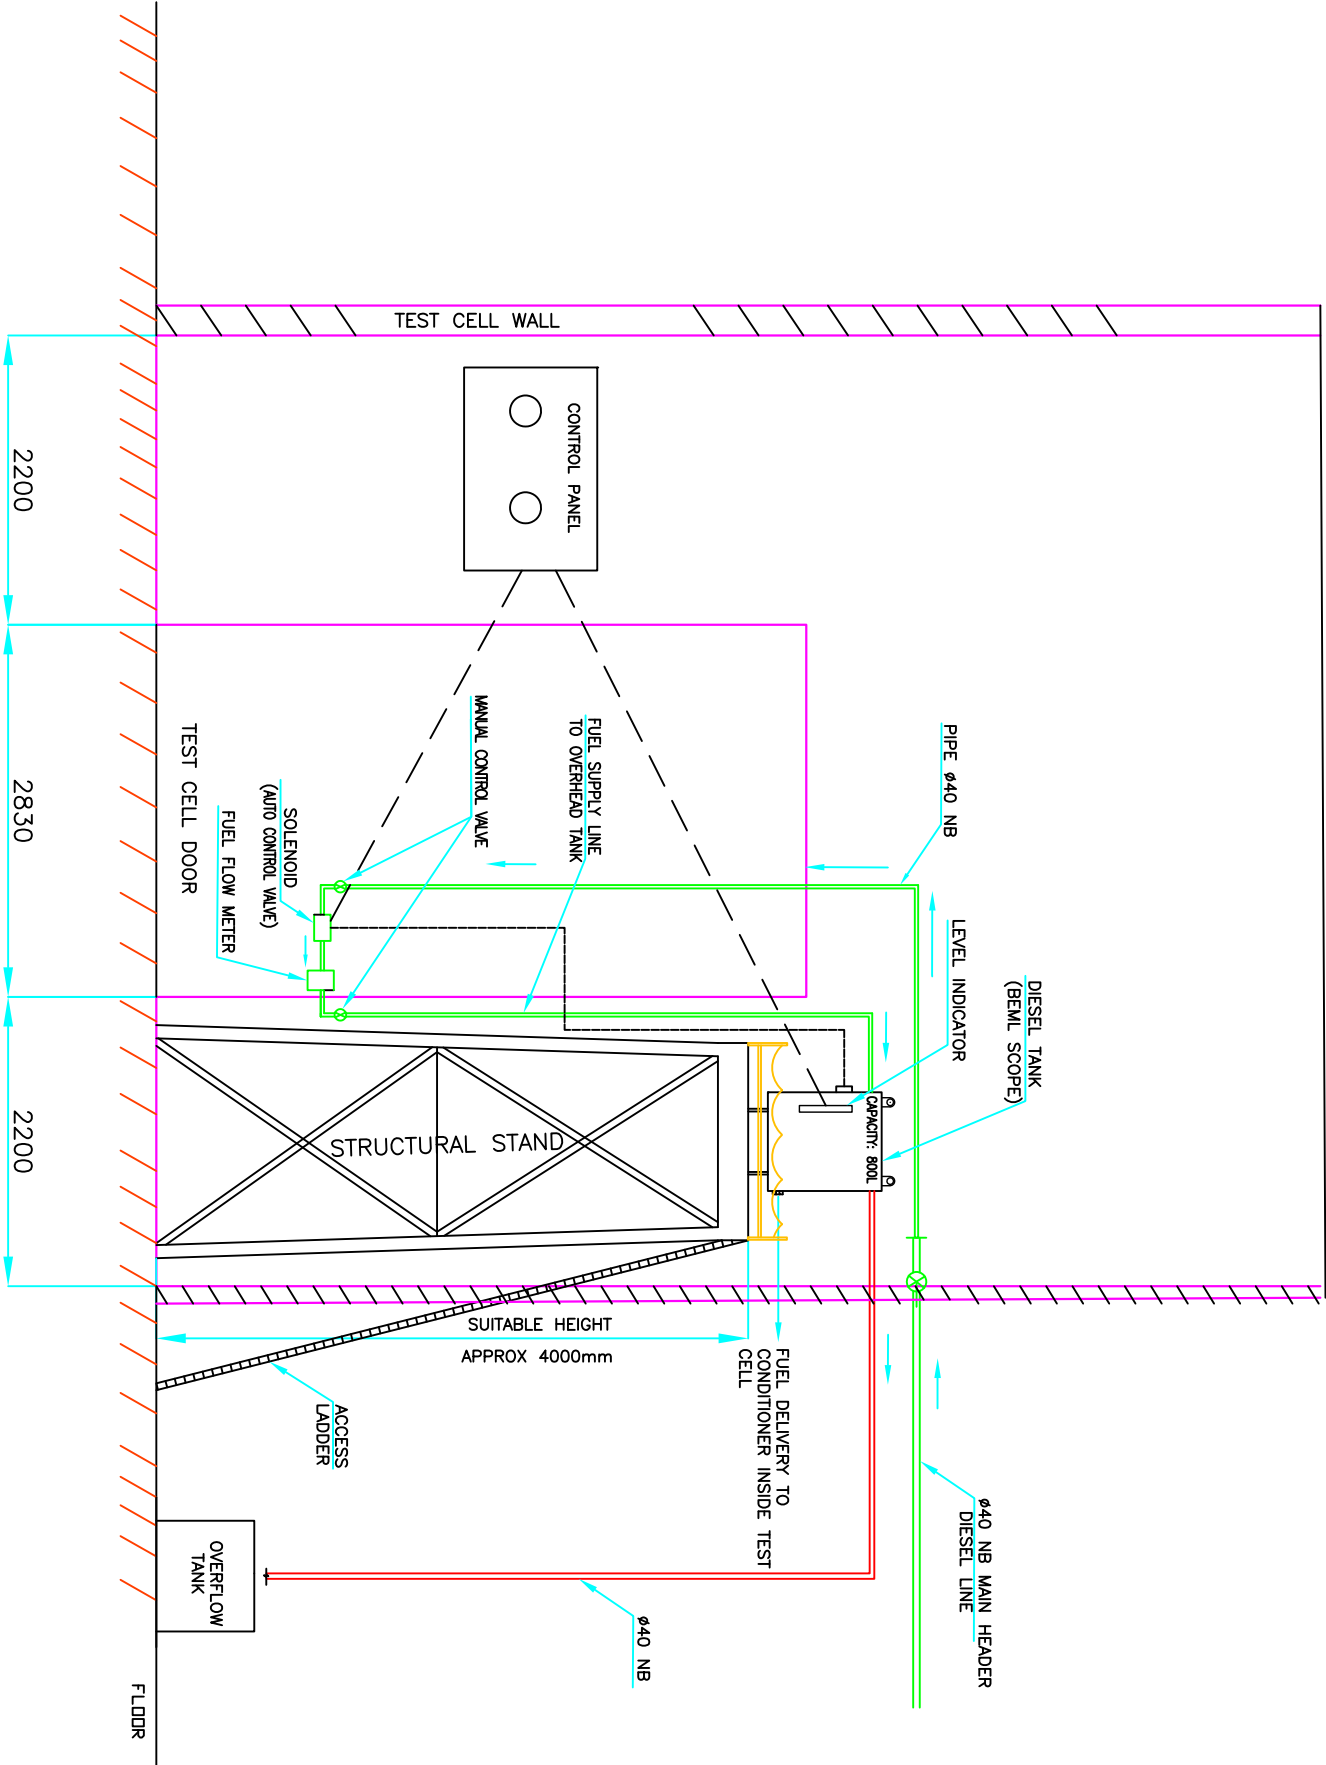 PIPE ø40 NB
LEVEL INDICATOR
DIESEL TANK
(BEML SCOPE)
ø40 NB MAIN HEADER
DIESEL LINE
CAPACITY: 800L
CONTROL PANEL
FUEL SUPPLY LINE
TO OVERHEAD TANK
MANUAL CONTROL VALVE
FUEL DELIVERY TO
CONDITIONER INSIDE TEST
CELL
ø40 NB
TEST CELL WALL
STRUCTURAL STAND
SUITABLE HEIGHT
APPROX 4000mm
ACCESS
LADDER
SOLENOID
(AUTO CONTROL VALVE)
FUEL FLOW METER
TEST CELL DOOR
OVERFLOW
TANK
FLOOR
2200
2830
2200